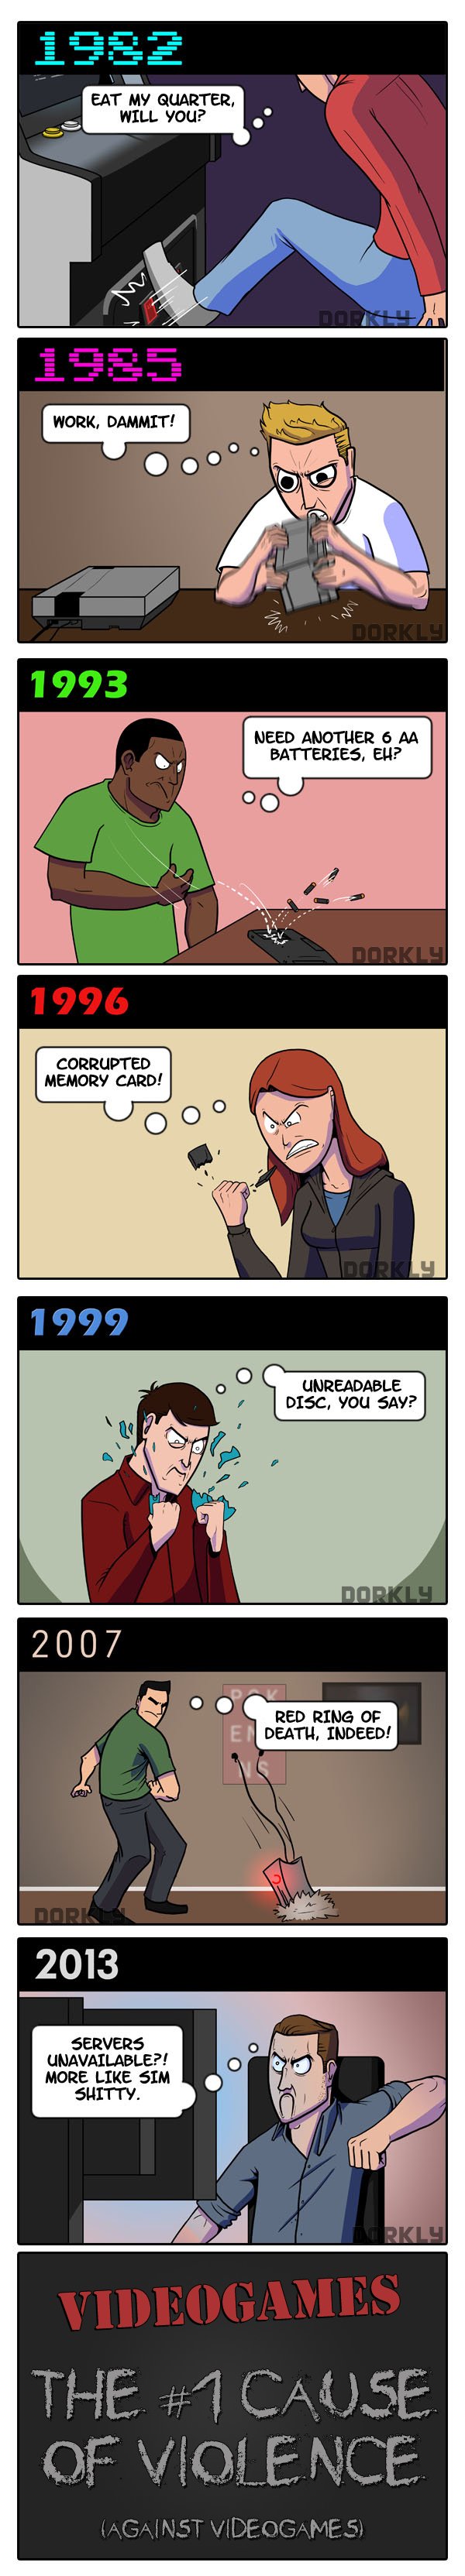 1982
EAT MY QUARTER,
WILL YOU?
DORKLY
1985
WORK, DAMMIT!
DORKLY
1993
NEED ANOTHER 6 AA
BATTERIES, EH?
DORKLY
1996
CORRUPTED
MEMORY CARD!
DORKLY
1999
UNREADABLE
DISC, YOU SAY?
DORKLY
2007
RED RING OF
DEATH, INDEED!
DORKLY
2013
SERVERS
UNAVAILABLE?!
MORE LIKE SIM
SHITTY.
DORKLY
VIDEOGAMES
THE #1 CAUSE
OF VIOLENCE
(AGAINST VIDEOGAMES)